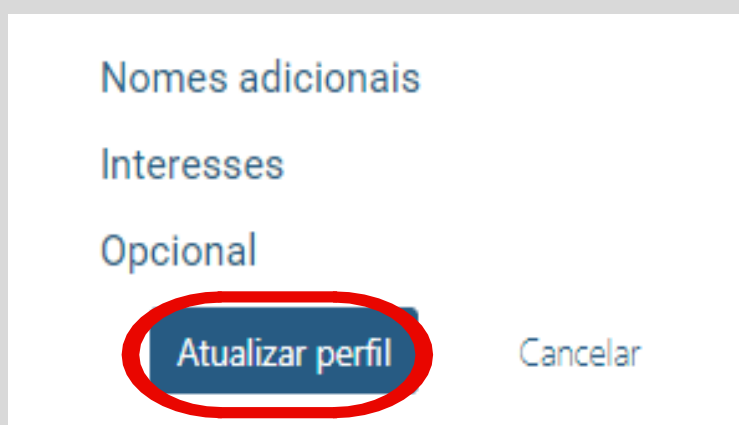 Nomes adicionais
Interesses
Opcional
Atualizar perfil Cancelar